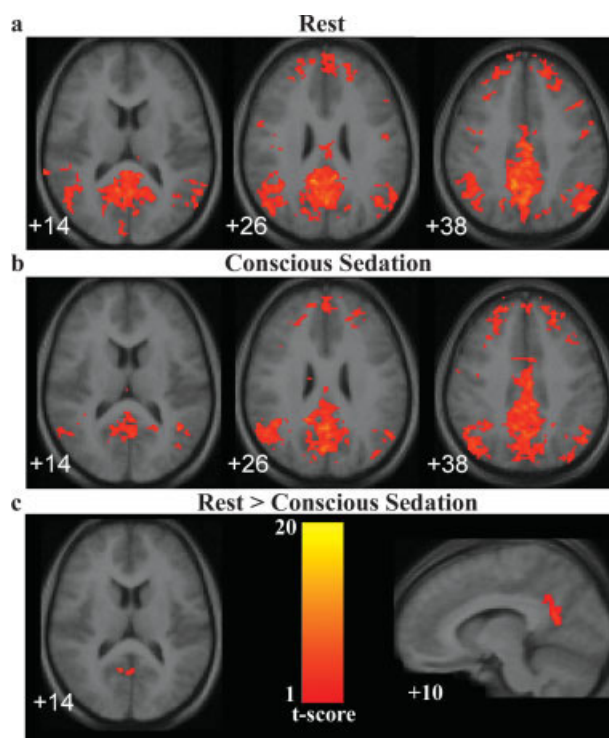 a Rest
+14 +26 +38
b Conscious Sedation
+14 +26 +38
c Rest > Conscious Sedation
20
1
t-score
+14
+10